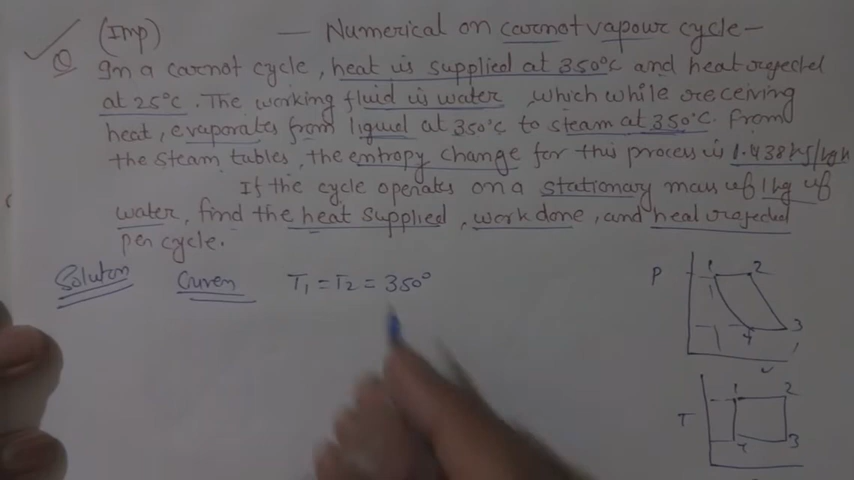 (Imp) — Numerical on carnot vapour cycle —
Q In a carnot cycle, heat is supplied at 350°c and heat rejected
at 25°c. The working fluid is water, which while receiving
heat, evaporates from liquid at 350°c to steam at 350°C. From
the steam tables, the entropy change for this process is 1.438 kJ/kgk
If the cycle operates on a stationary mass of 1 kg of
water, find the heat supplied, work done, and heat rejected
per cycle.
Solution Given T1 = T2 = 350°
P 1 2
4 3
v
1 2
T
4 3